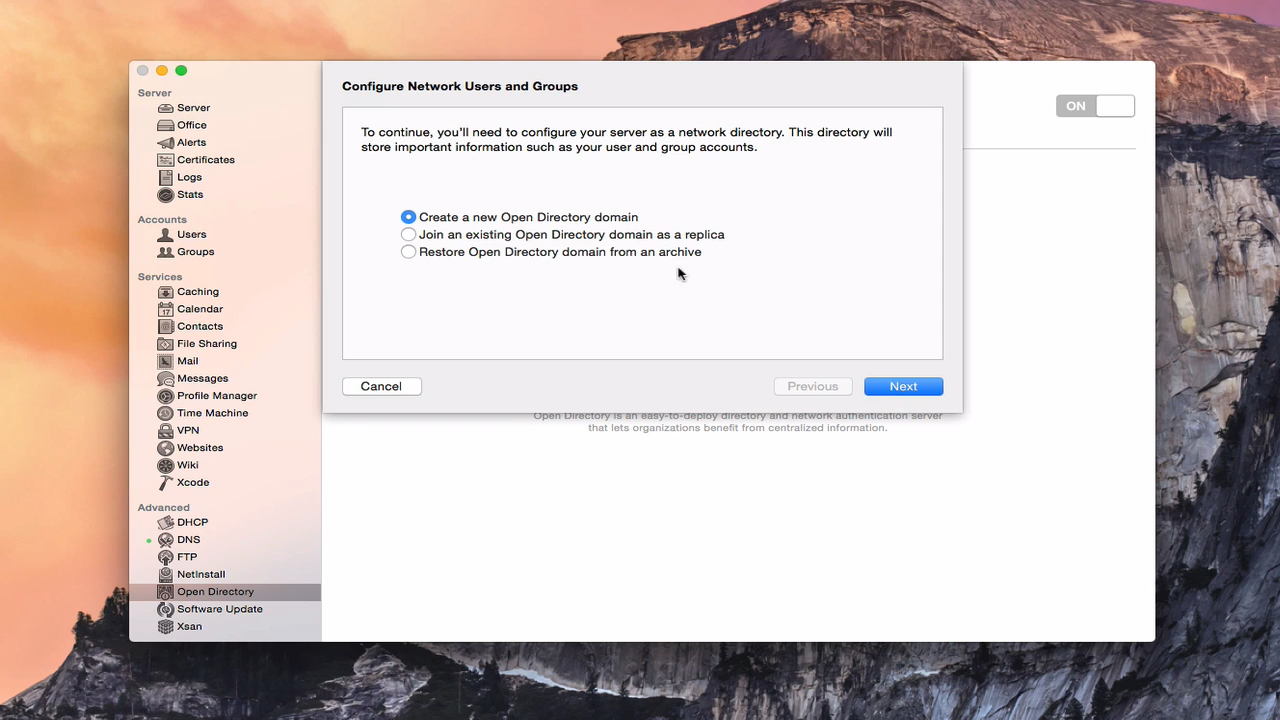 Server
Server
Office
Alerts
Certificates
Logs
Stats
Accounts
Users
Groups
Services
Caching
Calendar
17
Contacts
File Sharing
Mail
Messages
Profile Manager
Time Machine
VPN
Websites
Wiki
Xcode
Advanced
DHCP
DNS
FTP
NetInstall
Open Directory
Software Update
Xsan
Configure Network Users and Groups
To continue, you'll need to configure your server as a network directory. This directory will
store important information such as your user and group accounts.
Create a new Open Directory domain
Join an existing Open Directory domain as a replica
Restore Open Directory domain from an archive
Cancel
Previous
Next
ON
Open Directory is an easy-to-deploy directory and network authentication server
that lets organizations benefit from centralized information.